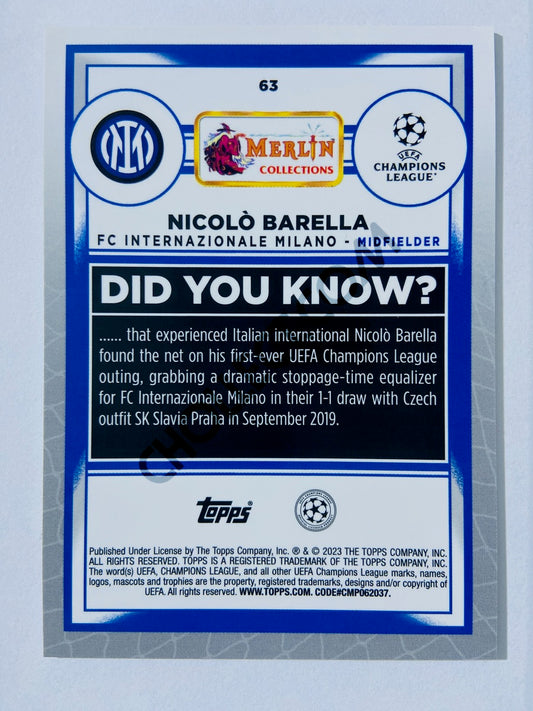 63
MERLIN
COLLECTIONS
UEFA
CHAMPIONS
LEAGUE
NICOLÒ BARELLA
FC INTERNAZIONALE MILANO - MIDFIELDER
DID YOU KNOW?
...... that experienced Italian international Nicolò Barella
found the net on his first-ever UEFA Champions League
outing, grabbing a dramatic stoppage-time equalizer
for FC Internazionale Milano in their 1-1 draw with Czech
outfit SK Slavia Praha in September 2019.
topps®
Published Under License by The Topps Company, Inc. ® & © 2023 THE TOPPS COMPANY, INC.
ALL RIGHTS RESERVED. TOPPS IS A REGISTERED TRADEMARK OF THE TOPPS COMPANY, INC.
The word(s) UEFA, CHAMPIONS LEAGUE, and all other UEFA Champions League marks, names,
logos, mascots and trophies are the property, registered trademarks, designs and/or copyright of
UEFA. All rights reserved. WWW.TOPPS.COM. CODE#CMP062037.